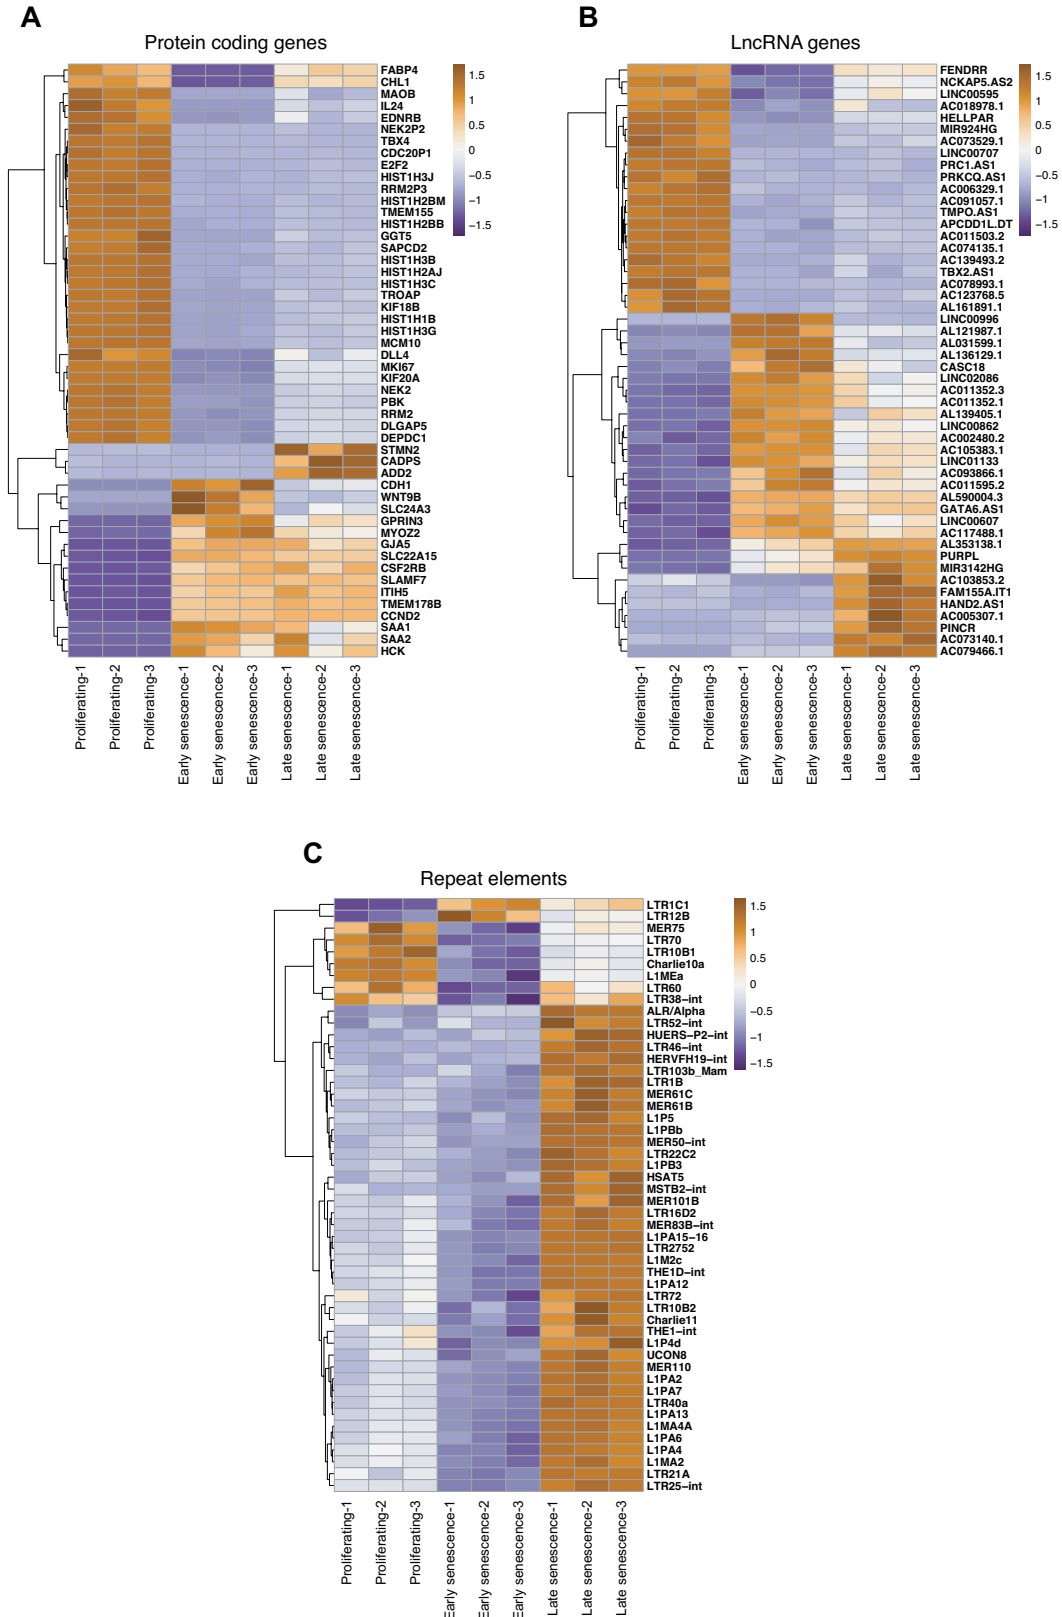 A
Protein coding genes
FABP4
CHL1
MAOB
IL24
EDNRB
NEK2P2
TBX4
CDC20P1
E2F2
HIST1H3J
RRM2P3
HIST1H2BM
TMEM155
HIST1H2BB
GGT5
SAPCD2
HIST1H3B
HIST1H2AJ
HIST1H3C
TROAP
KIF18B
HIST1H1B
HIST1H3G
MCM10
DLL4
MKI67
KIF20A
NEK2
PBK
RRM2
DLGAP5
DEPDC1
STMN2
CADPS
ADD2
CDH1
WNT9B
SLC24A3
GPRIN3
MYOZ2
GJA5
SLC22A15
CSF2RB
SLAMF7
ITIH5
TMEM178B
CCND2
SAA1
SAA2
HCK
1.5
1
0.5
0
−0.5
−1
−1.5
Proliferating-1
Proliferating-2
Proliferating-3
Early senescence-1
Early senescence-2
Early senescence-3
Late senescence-1
Late senescence-2
Late senescence-3
B
LncRNA genes
FENDRR
NCKAP5.AS2
LINC00595
AC018978.1
HELLPAR
MIR924HG
AC073529.1
LINC00707
PRC1.AS1
PRKCQ.AS1
AC006329.1
AC091057.1
TMPO.AS1
APCDD1L.DT
AC011503.2
AC074135.1
AC139493.2
TBX2.AS1
AC078993.1
AC123768.5
AL161891.1
LINC00996
AL121987.1
AL031599.1
AL136129.1
CASC18
LINC02086
AC011352.3
AC011352.1
AL139405.1
LINC00862
AC002480.2
AC105383.1
LINC01133
AC093866.1
AC011595.2
AL590004.3
GATA6.AS1
LINC00607
AC117488.1
AL353138.1
PURPL
MIR3142HG
AC103853.2
FAM155A.IT1
HAND2.AS1
AC005307.1
PINCR
AC073140.1
AC079466.1
1.5
1
0.5
0
−0.5
−1
−1.5
Proliferating-1
Proliferating-2
Proliferating-3
Early senescence-1
Early senescence-2
Early senescence-3
Late senescence-1
Late senescence-2
Late senescence-3
C
Repeat elements
LTR1C1
LTR12B
MER75
LTR70
LTR10B1
Charlie10a
L1MEa
LTR60
LTR38−int
ALR/Alpha
LTR52−int
HUERS−P2−int
LTR46−int
HERVFH19−int
LTR103b_Mam
LTR1B
MER61C
MER61B
L1P5
L1PBb
MER50−int
LTR22C2
L1PB3
HSAT5
MSTB2−int
MER101B
LTR16D2
MER83B−int
L1PA15−16
LTR2752
L1M2c
THE1D−int
L1PA12
LTR72
LTR10B2
Charlie11
THE1−int
L1P4d
UCON8
MER110
L1PA2
L1PA7
LTR40a
L1PA13
L1MA4A
L1PA6
L1PA4
L1MA2
LTR21A
LTR25−int
1.5
1
0.5
0
−0.5
−1
−1.5
Proliferating-1
Proliferating-2
Proliferating-3
Early senescence-1
Early senescence-2
Early senescence-3
Late senescence-1
Late senescence-2
Late senescence-3